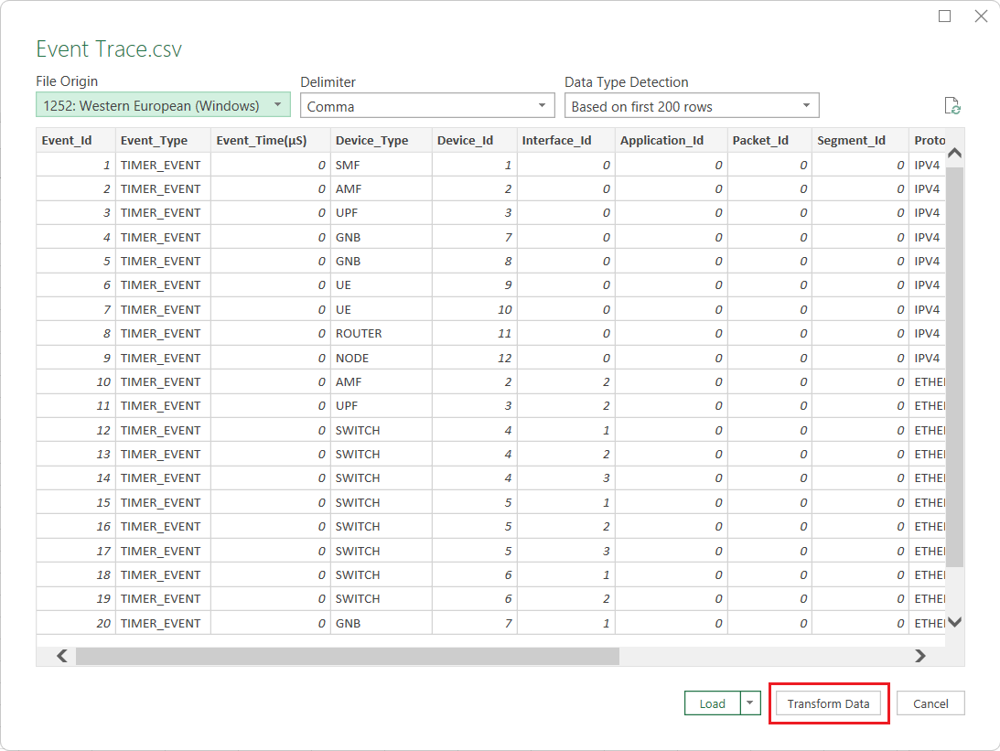 Event Trace.csv
File Origin Delimiter Data Type Detection
1252: Western European (Windows) Comma Based on first 200 rows
Event_Id Event_Type Event_Time(µS) Device_Type Device_Id Interface_Id Application_Id Packet_Id Segment_Id Proto
1 TIMER_EVENT 0 SMF 1 0 0 0 0 IPV4
2 TIMER_EVENT 0 AMF 2 0 0 0 0 IPV4
3 TIMER_EVENT 0 UPF 3 0 0 0 0 IPV4
4 TIMER_EVENT 0 GNB 7 0 0 0 0 IPV4
5 TIMER_EVENT 0 GNB 8 0 0 0 0 IPV4
6 TIMER_EVENT 0 UE 9 0 0 0 0 IPV4
7 TIMER_EVENT 0 UE 10 0 0 0 0 IPV4
8 TIMER_EVENT 0 ROUTER 11 0 0 0 0 IPV4
9 TIMER_EVENT 0 NODE 12 0 0 0 0 IPV4
10 TIMER_EVENT 0 AMF 2 2 0 0 0 ETHE
11 TIMER_EVENT 0 UPF 3 2 0 0 0 ETHE
12 TIMER_EVENT 0 SWITCH 4 1 0 0 0 ETHE
13 TIMER_EVENT 0 SWITCH 4 2 0 0 0 ETHE
14 TIMER_EVENT 0 SWITCH 4 3 0 0 0 ETHE
15 TIMER_EVENT 0 SWITCH 5 1 0 0 0 ETHE
16 TIMER_EVENT 0 SWITCH 5 2 0 0 0 ETHE
17 TIMER_EVENT 0 SWITCH 5 3 0 0 0 ETHE
18 TIMER_EVENT 0 SWITCH 6 1 0 0 0 ETHE
19 TIMER_EVENT 0 SWITCH 6 2 0 0 0 ETHE
20 TIMER_EVENT 0 GNB 7 1 0 0 0 ETHE
Load Transform Data Cancel